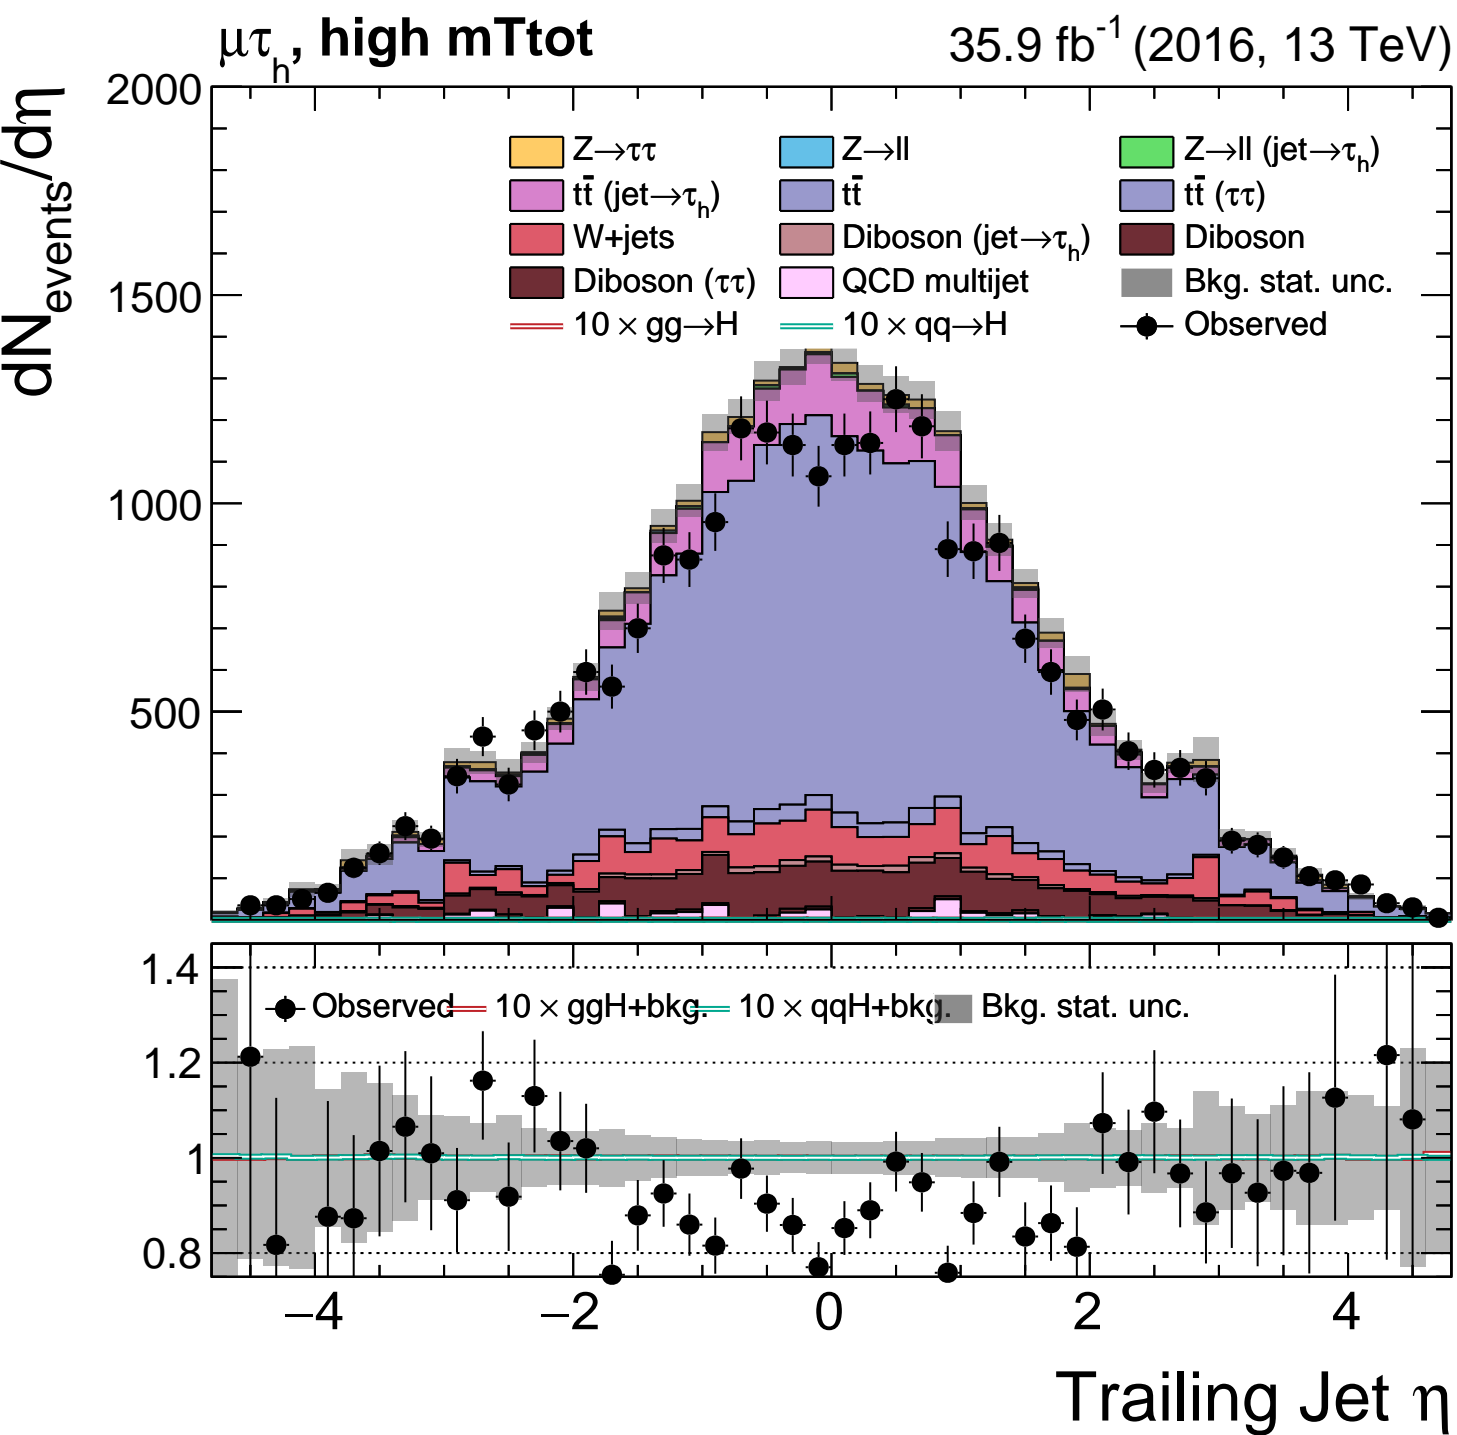 μτh, high mTtot 35.9 fb-1 (2016, 13 TeV)
dNevents/dη
2000
1500
1000
500
Z→ττ Z→ll Z→ll (jet→τh)
tt̄ (jet→τh) tt̄ tt̄ (ττ)
W+jets Diboson (jet→τh) Diboson
Diboson (ττ) QCD multijet Bkg. stat. unc.
10 × gg→H 10 × qq→H Observed
1.4
1.2
1
0.8
Observed 10 × ggH+bkg. 10 × qqH+bkg. Bkg. stat. unc.
−4 −2 0 2 4
Trailing Jet η